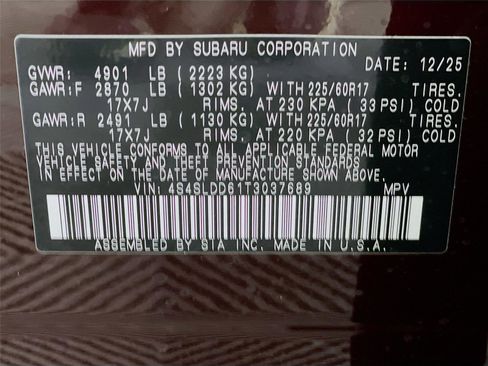 MFD BY SUBARU CORPORATION
GVWR: 4901 LB (2223 KG) DATE: 12/25
GAWR:F 2870 LB (1302 KG) WITH 225/60R17 TIRES,
17X7J RIMS, AT 230 KPA (33 PSI) COLD
GAWR:R 2491 LB (1130 KG) WITH 225/60R17 TIRES,
17X7J RIMS, AT 220 KPA (32 PSI) COLD
THIS VEHICLE CONFORMS TO ALL APPLICABLE FEDERAL MOTOR
VEHICLE SAFETY AND THEFT PREVENTION STANDARDS
IN EFFECT ON THE DATE OF MANUFACTURE SHOWN ABOVE.
VIN: 4S4SLDD61T3037689 MPV
ASSEMBLED BY SIA INC. MADE IN U.S.A.